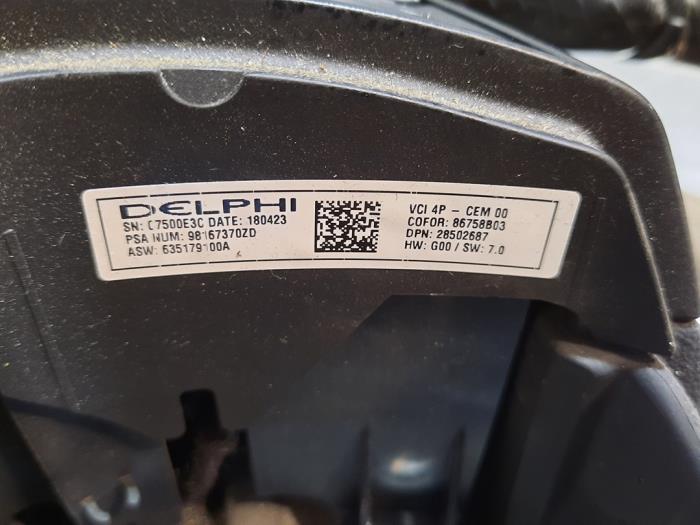 DELPHI
SN: C7500E3C DATE: 180423
PSA NUM: 98167370ZD
ASW: 635179100A
VCI 4P - CEM 00
COFOR: 86758B03
DPN: 28502687
HW: G00 / SW: 7.0